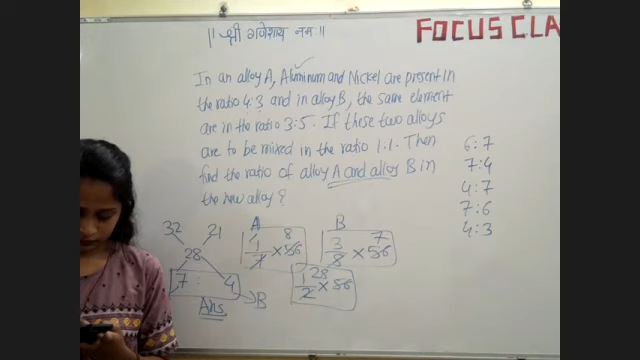 || श्री गणेशाय नमः ||
FOCUS CLA
In an alloy A, Aluminum and Nickel are present in
the ratio 4:3 and in alloy B, the same element
are in the ratio 3:5. If these two alloys
are to be mixed in the ratio 1:1. Then
find the ratio of alloy A and alloy B in
the new alloy?
6:7
7:4
4:7
7:6
4:3
32 21
28
7 : 4
Ans
B
A
8
1/7 × 56
B
7
3/8 × 56
28
1/2 × 56